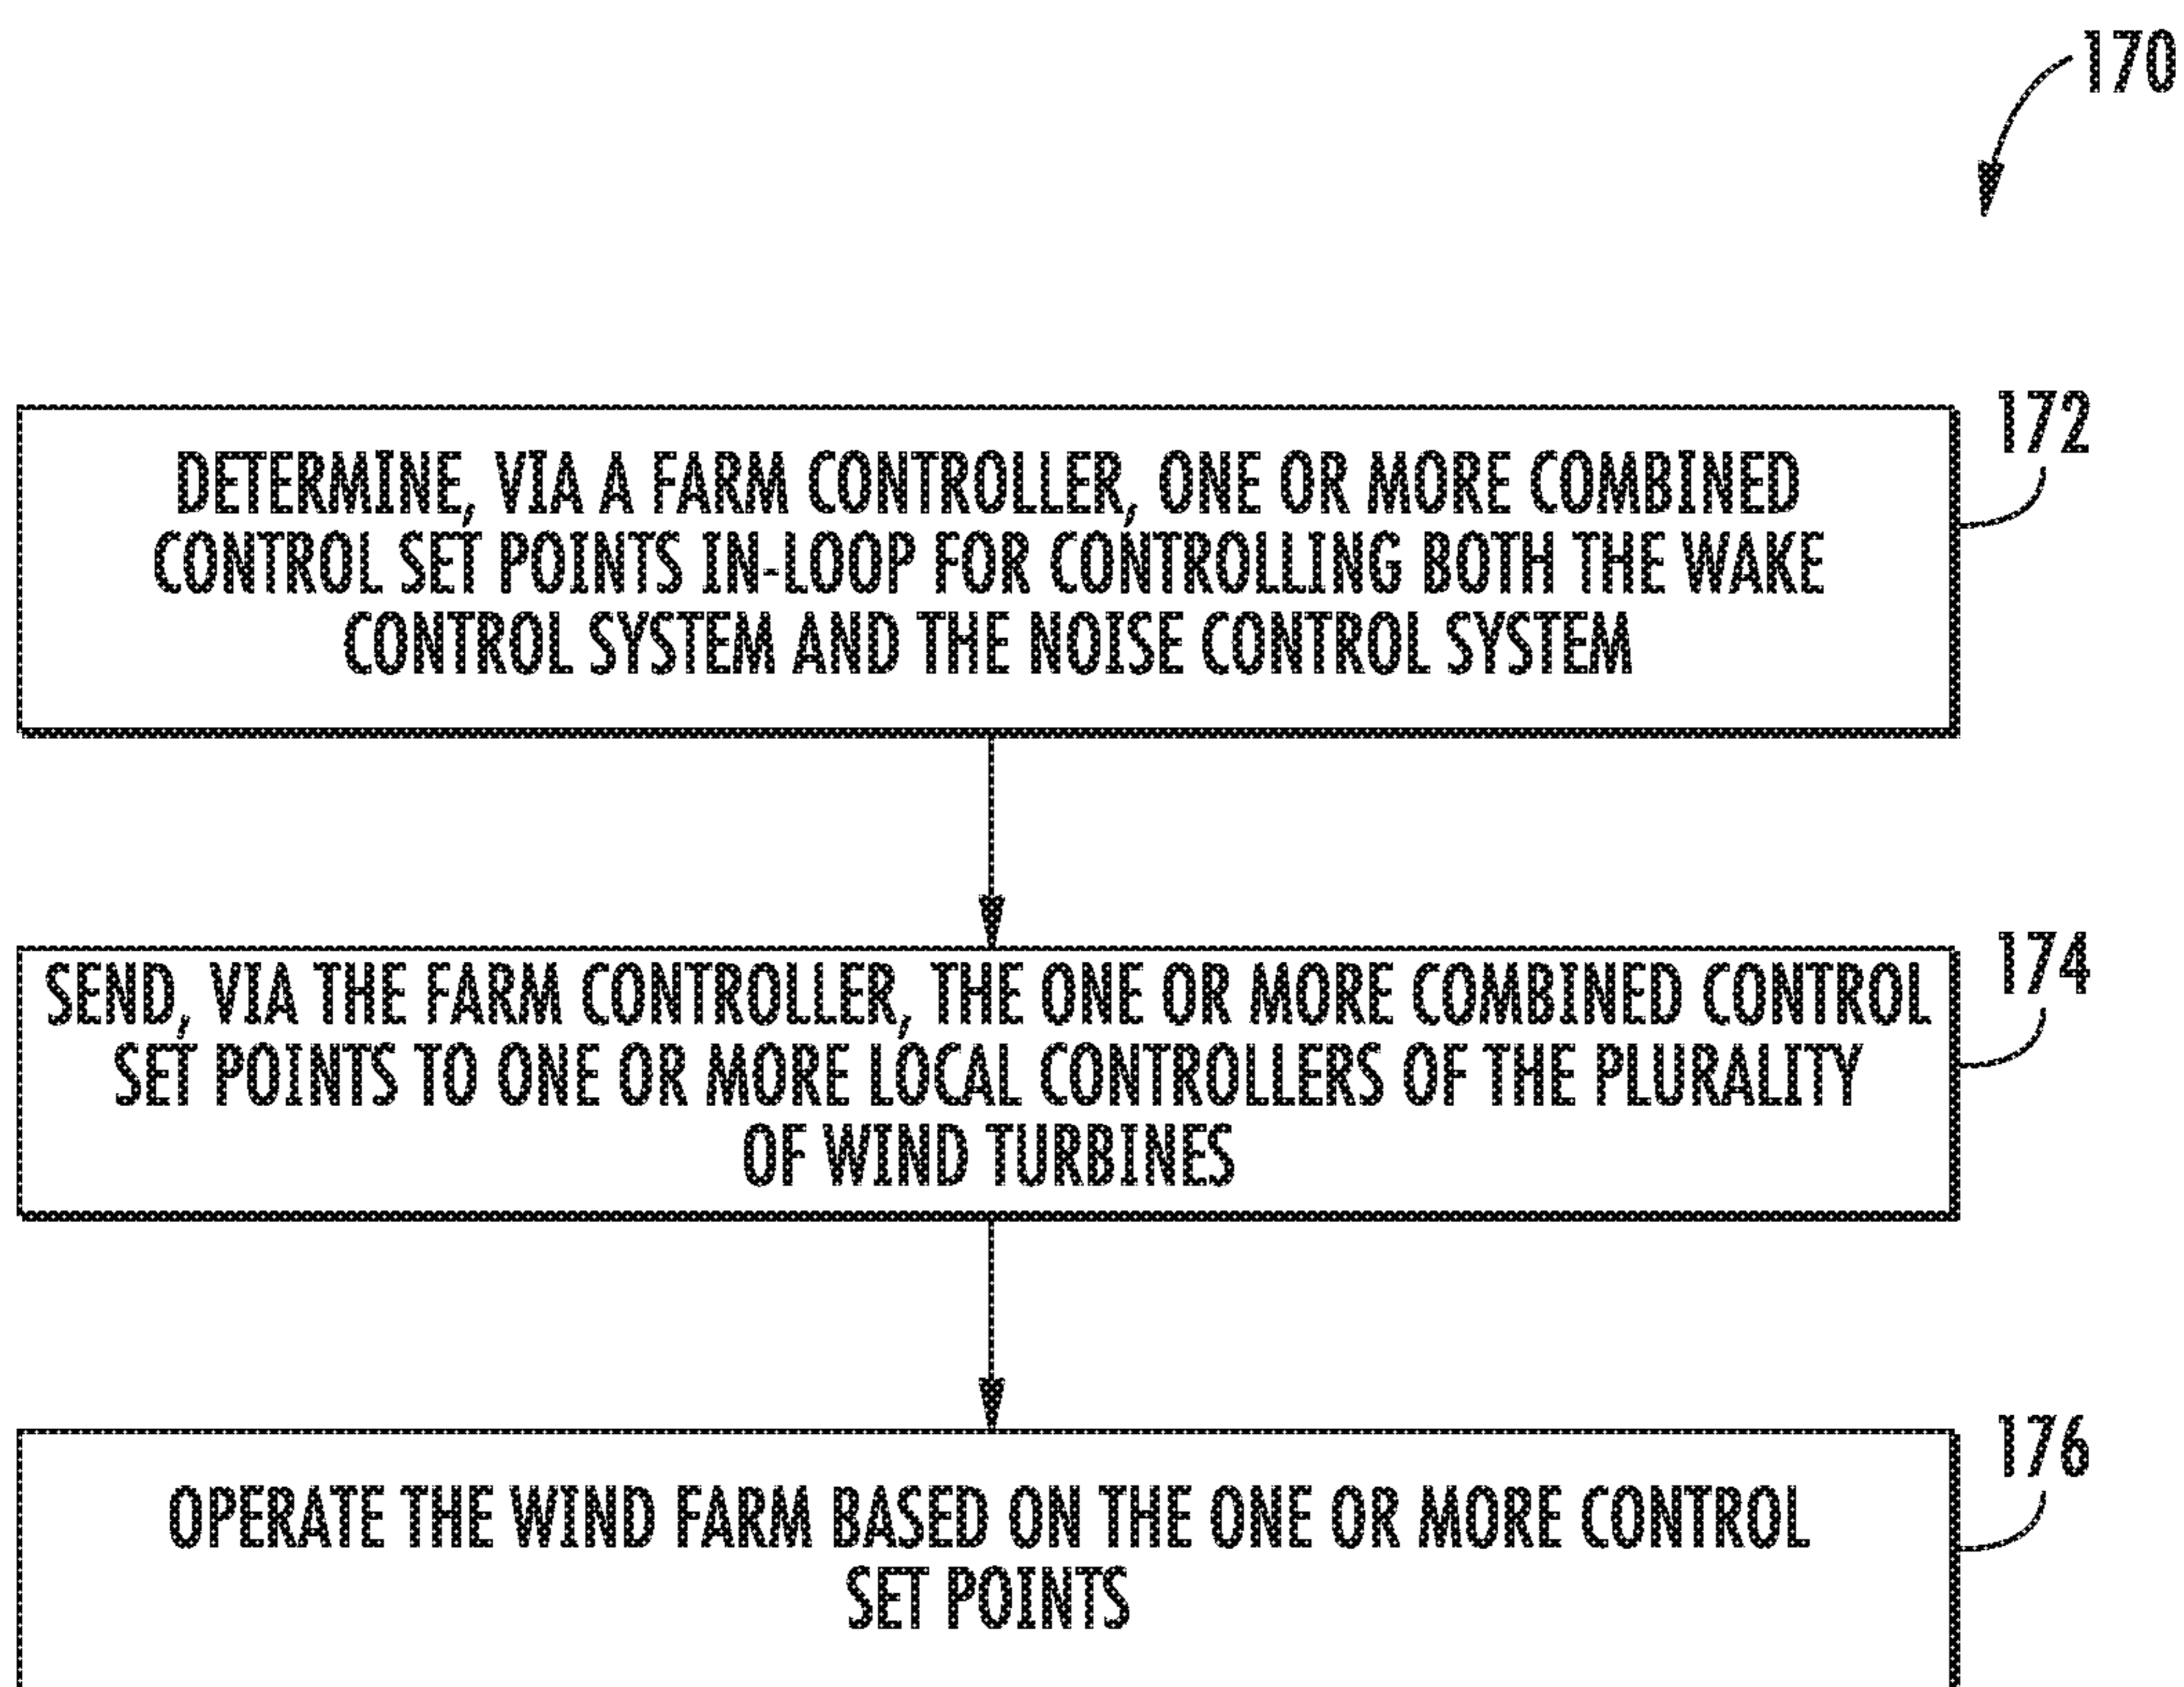 170
172
DETERMINE, VIA A FARM CONTROLLER, ONE OR MORE COMBINED
CONTROL SET POINTS IN-LOOP FOR CONTROLLING BOTH THE WAKE
CONTROL SYSTEM AND THE NOISE CONTROL SYSTEM
174
SEND, VIA THE FARM CONTROLLER, THE ONE OR MORE COMBINED CONTROL
SET POINTS TO ONE OR MORE LOCAL CONTROLLERS OF THE PLURALITY
OF WIND TURBINES
176
OPERATE THE WIND FARM BASED ON THE ONE OR MORE CONTROL
SET POINTS